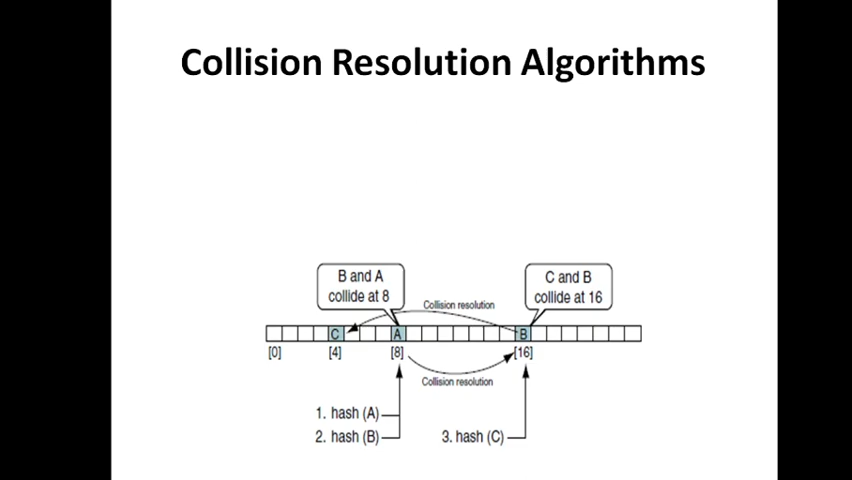 Collision Resolution Algorithms
B and A
collide at 8
C and B
collide at 16
Collision resolution
C
A
B
[0]
[4]
[8]
[16]
Collision resolution
1. hash (A)
2. hash (B)
3. hash (C)